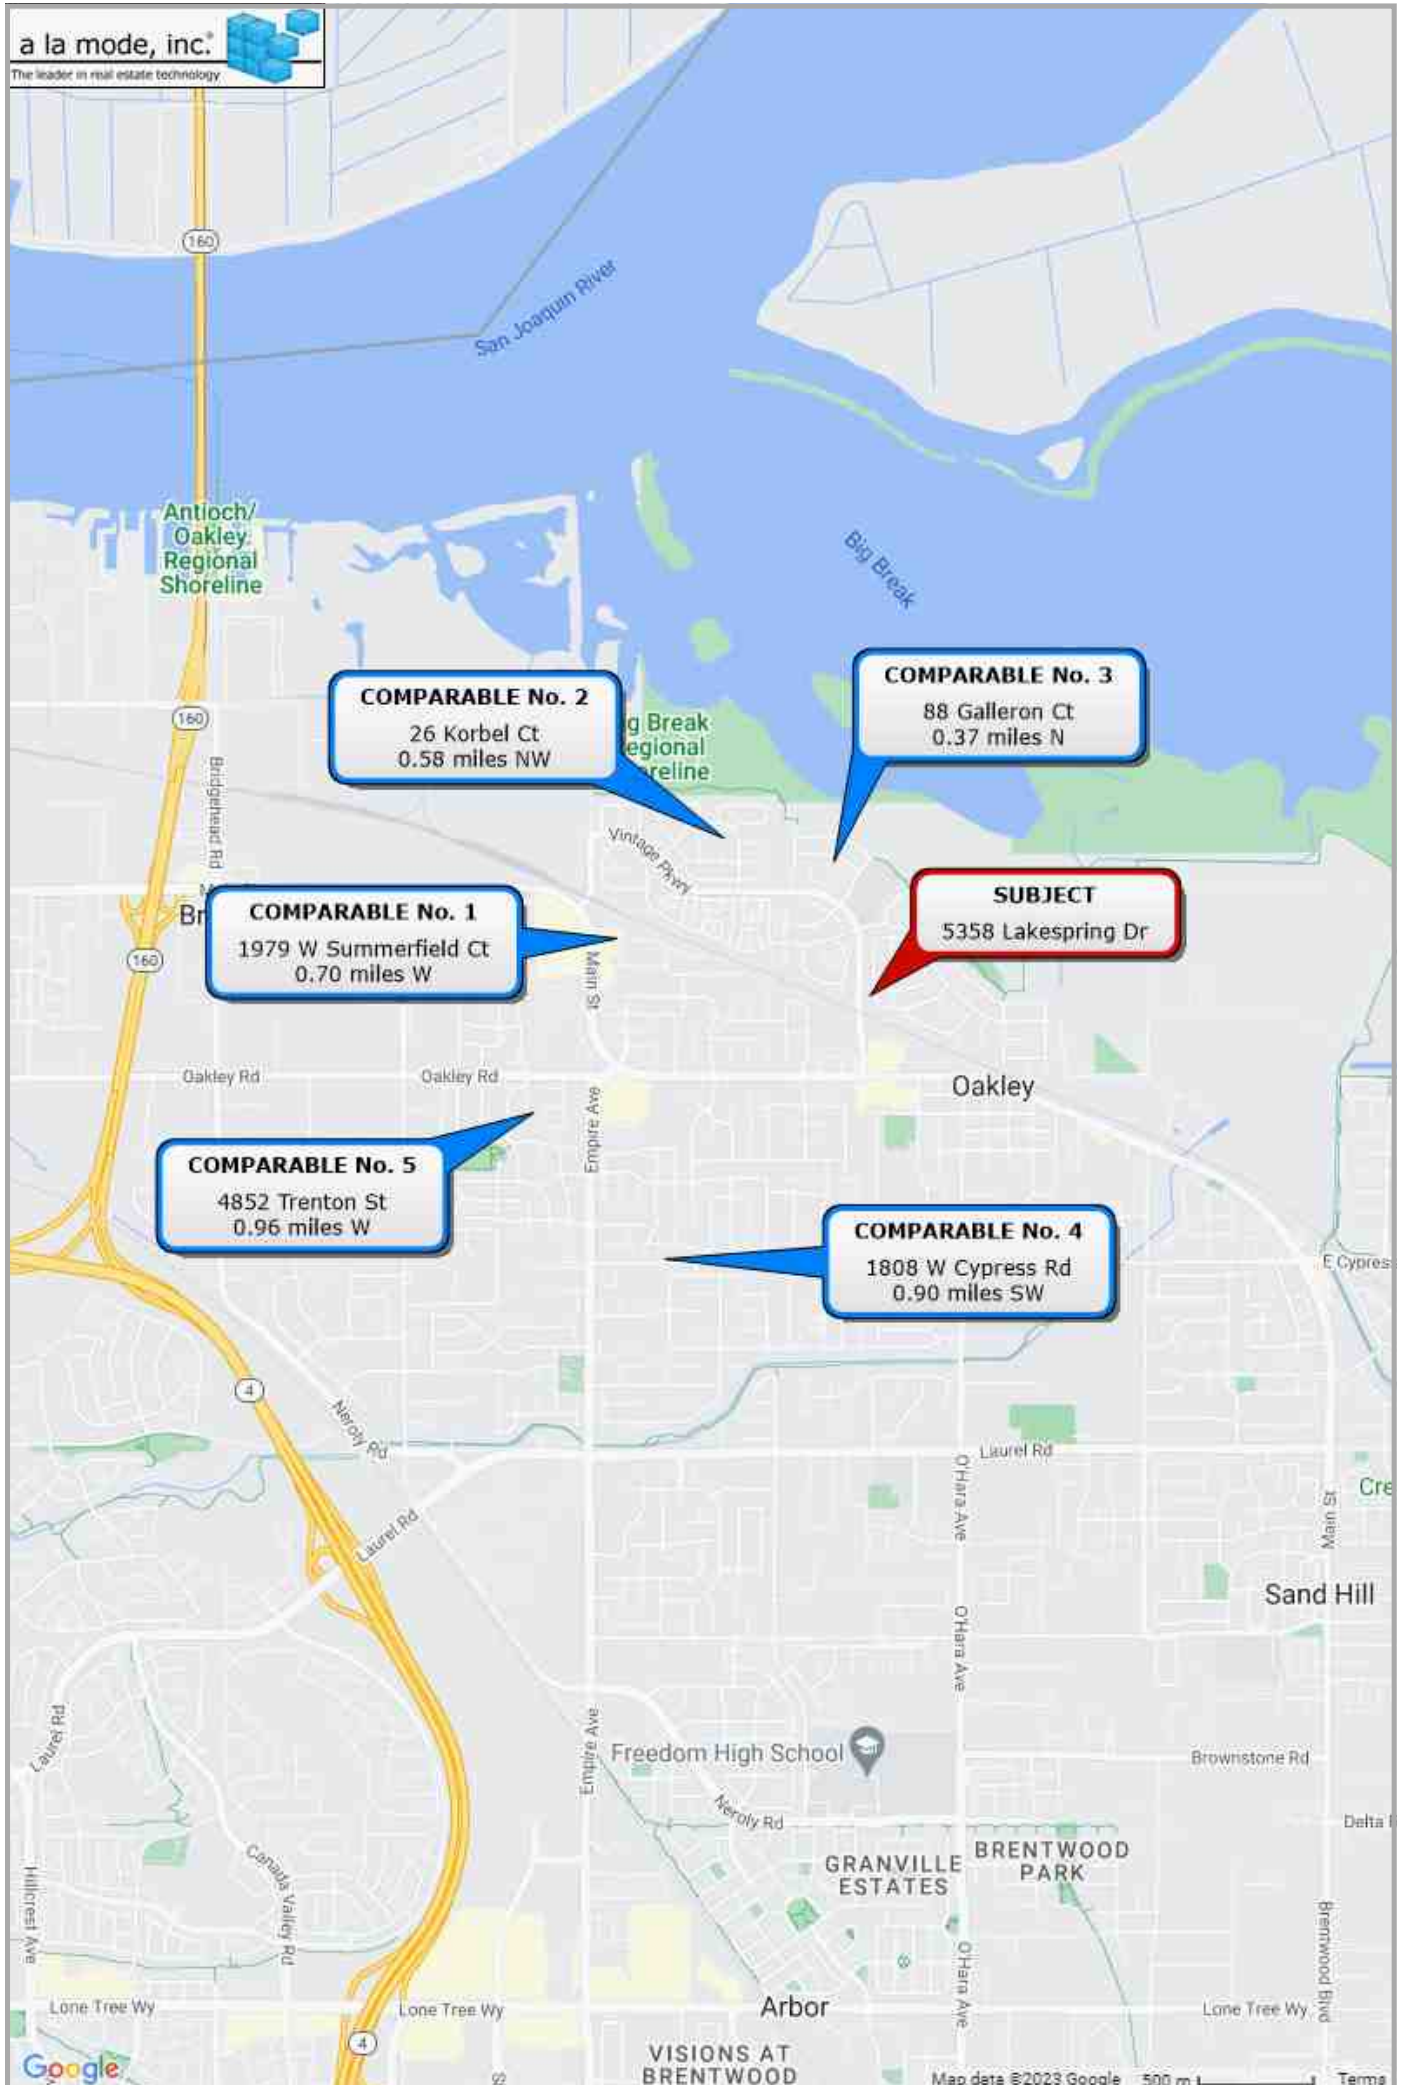 a la mode, inc.®
The leader in real estate technology
160
San Joaquin River
Antioch/
Oakley
Regional
Shoreline
Big Break
COMPARABLE No. 3
88 Galleron Ct
0.37 miles N
COMPARABLE No. 2
26 Korbel Ct
0.58 miles NW
g Break
egional
oreline
160
Bridgehead Rd
Vintage Pkwy
SUBJECT
5358 Lakespring Dr
Br
COMPARABLE No. 1
1979 W Summerfield Ct
0.70 miles W
160
Main St
Oakley Rd
Oakley Rd
Oakley
Empire Ave
COMPARABLE No. 5
4852 Trenton St
0.96 miles W
COMPARABLE No. 4
1808 W Cypress Rd
0.90 miles SW
E Cypres
4
Neroly Rd
Laurel Rd
O'Hara Ave
Cre
Main St
Laurel Rd
Sand Hill
O'Hara Ave
Laurel Rd
Empire Ave
Freedom High School
Brownstone Rd
Neroly Rd
Delta
GRANVILLE
ESTATES
BRENTWOOD
PARK
Canada Valley Rd
Hillcrest Ave
Brentwood Blvd
O'Hara Ave
Lone Tree Wy
Lone Tree Wy
Arbor
Lone Tree Wy
4
VISIONS AT
BRENTWOOD
Google
Map data ©2023 Google
500 m
Terms